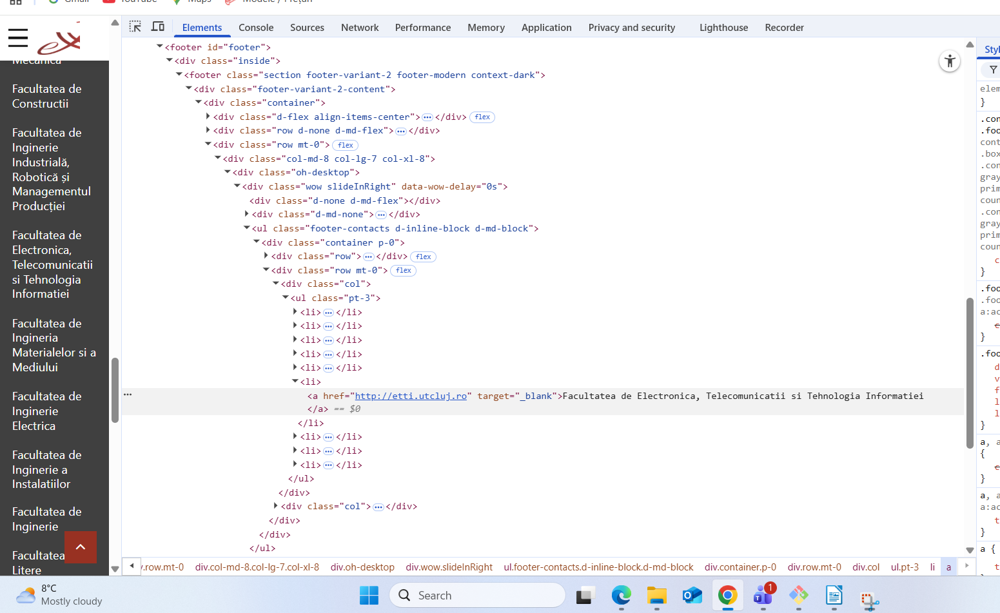 Gmail YouTube Maps Modele / Prețuri
Elements Console Sources Network Performance Memory Application Privacy and security Lighthouse Recorder
Mecanica
Facultatea de
Constructii
Facultatea de
Inginerie
Industrială,
Robotică și
Managementul
Producției
Facultatea de
Electronica,
Telecomunicatii
si Tehnologia
Informatiei
Facultatea de
Ingineria
Materialelor si a
Mediului
Facultatea de
Inginerie
Electrica
Facultatea de
Inginerie a
Instalatiilor
Facultatea de
Inginerie
Facultatea
Litere
<footer id="footer">
<div class="inside">
<footer class="section footer-variant-2 footer-modern context-dark">
<div class="footer-variant-2-content">
<div class="container">
<div class="d-flex align-items-center">…</div> flex
<div class="row d-none d-md-flex">…</div>
<div class="row mt-0"> flex
<div class="col-md-8 col-lg-7 col-xl-8">
<div class="oh-desktop">
<div class="wow slideInRight" data-wow-delay="0s">
<div class="d-none d-md-flex"></div>
<div class="d-md-none">…</div>
<ul class="footer-contacts d-inline-block d-md-block">
<div class="container p-0">
<div class="row">…</div> flex
<div class="row mt-0"> flex
<div class="col">
<ul class="pt-3">
<li>…</li>
<li>…</li>
<li>…</li>
<li>…</li>
<li>…</li>
<li>
<a href="http://etti.utcluj.ro" target="_blank">Facultatea de Electronica, Telecomunicatii si Tehnologia Informatiei
</a> == $0
</li>
<li>…</li>
<li>…</li>
<li>…</li>
</ul>
</div>
<div class="col">…</div>
</div>
</div>
</ul>
Styl
elem
}
.con
.foo
cont
.box
.con
gray
prim
coun
.con
gray
prim
coun
c
}
.foo
.foo
a:ac
c
}
.foo
d
v
f
l
l
}
a, a
{
c
}
a, a
a:ac
t
}
a {
t
.row.mt-0 div.col-md-8.col-lg-7.col-xl-8 div.oh-desktop div.wow.slideInRight ul.footer-contacts.d-inline-block.d-md-block div.container.p-0 div.row.mt-0 div.col ul.pt-3 li a
8°C
Mostly cloudy
Search
1